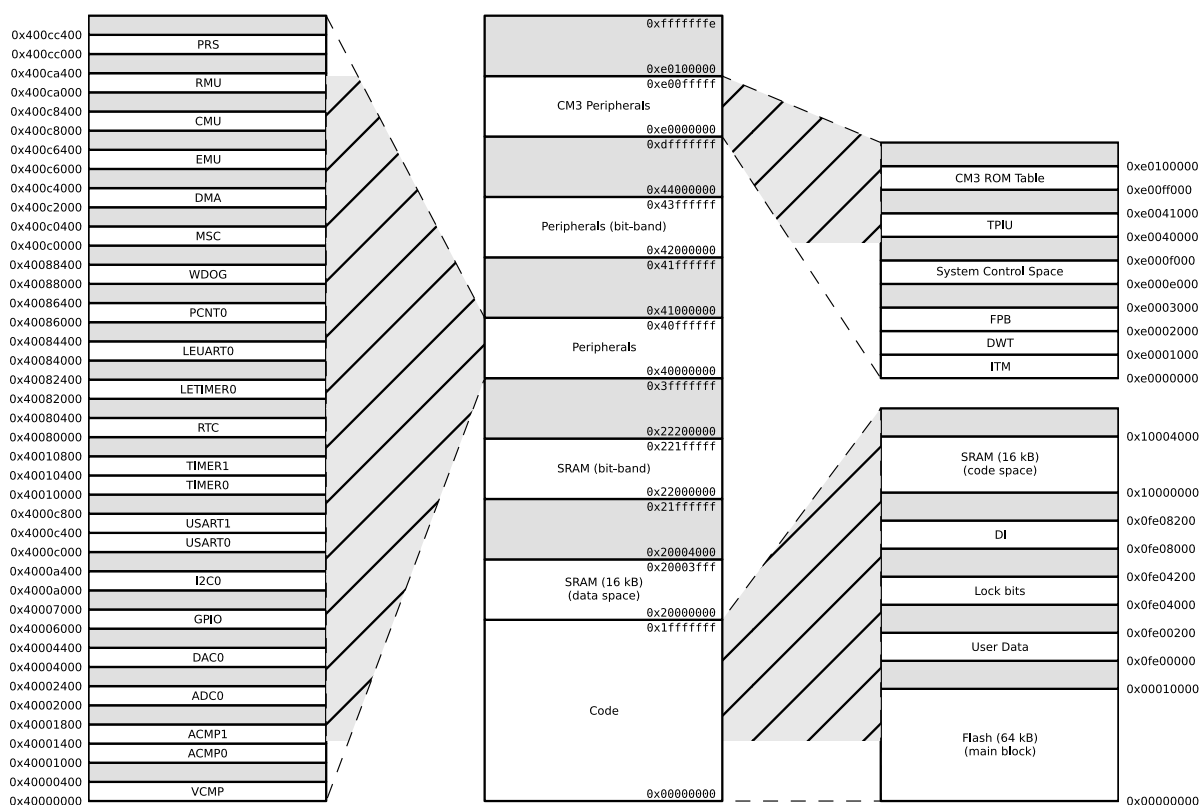 0x400cc400
PRS
0x400cc000
0x400ca400
RMU
0x400ca000
0x400c8400
CMU
0x400c8000
0x400c6400
EMU
0x400c6000
0x400c4000
DMA
0x400c2000
0x400c0400
MSC
0x400c0000
0x40088400
WDOG
0x40088000
0x40086400
PCNT0
0x40086000
0x40084400
LEUART0
0x40084000
0x40082400
LETIMER0
0x40082000
0x40080400
RTC
0x40080000
0x40010800
TIMER1
0x40010400
TIMER0
0x40010000
0x4000c800
USART1
0x4000c400
USART0
0x4000c000
0x4000a400
I2C0
0x4000a000
0x40007000
GPIO
0x40006000
0x40004400
DAC0
0x40004000
0x40002400
ADC0
0x40002000
0x40001800
ACMP1
0x40001400
ACMP0
0x40001000
0x40000400
VCMP
0x40000000
0xfffffffe
0xe0100000
0xe00fffff
CM3 Peripherals
0xe0000000
0xdfffffff
0x44000000
0x43ffffff
Peripherals (bit-band)
0x42000000
0x41ffffff
0x41000000
0x40ffffff
Peripherals
0x40000000
0x3fffffff
0x22200000
0x221fffff
SRAM (bit-band)
0x22000000
0x21ffffff
0x20004000
0x20003fff
SRAM (16 kB)
(data space)
0x20000000
0x1fffffff
Code
0x00000000
0xe0100000
CM3 ROM Table
0xe00ff000
0xe0041000
TPIU
0xe0040000
0xe000f000
System Control Space
0xe000e000
0xe0003000
FPB
0xe0002000
DWT
0xe0001000
ITM
0xe0000000
0x10004000
SRAM (16 kB)
(code space)
0x10000000
0x0fe08200
DI
0x0fe08000
0x0fe04200
Lock bits
0x0fe04000
0x0fe00200
User Data
0x0fe00000
0x00010000
Flash (64 kB)
(main block)
0x00000000